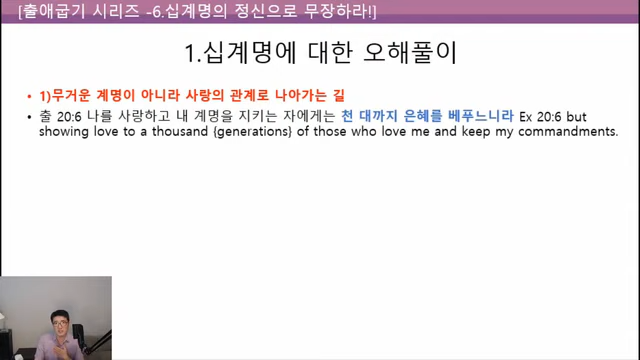 [출애굽기 시리즈 -6.십계명의 정신으로 무장하라!]
1.십계명에 대한 오해풀이
• 1)무거운 계명이 아니라 사랑의 관계로 나아가는 길
• 출 20:6 나를 사랑하고 내 계명을 지키는 자에게는 천 대까지 은혜를 베푸느니라 Ex 20:6 but
showing love to a thousand {generations} of those who love me and keep my commandments.